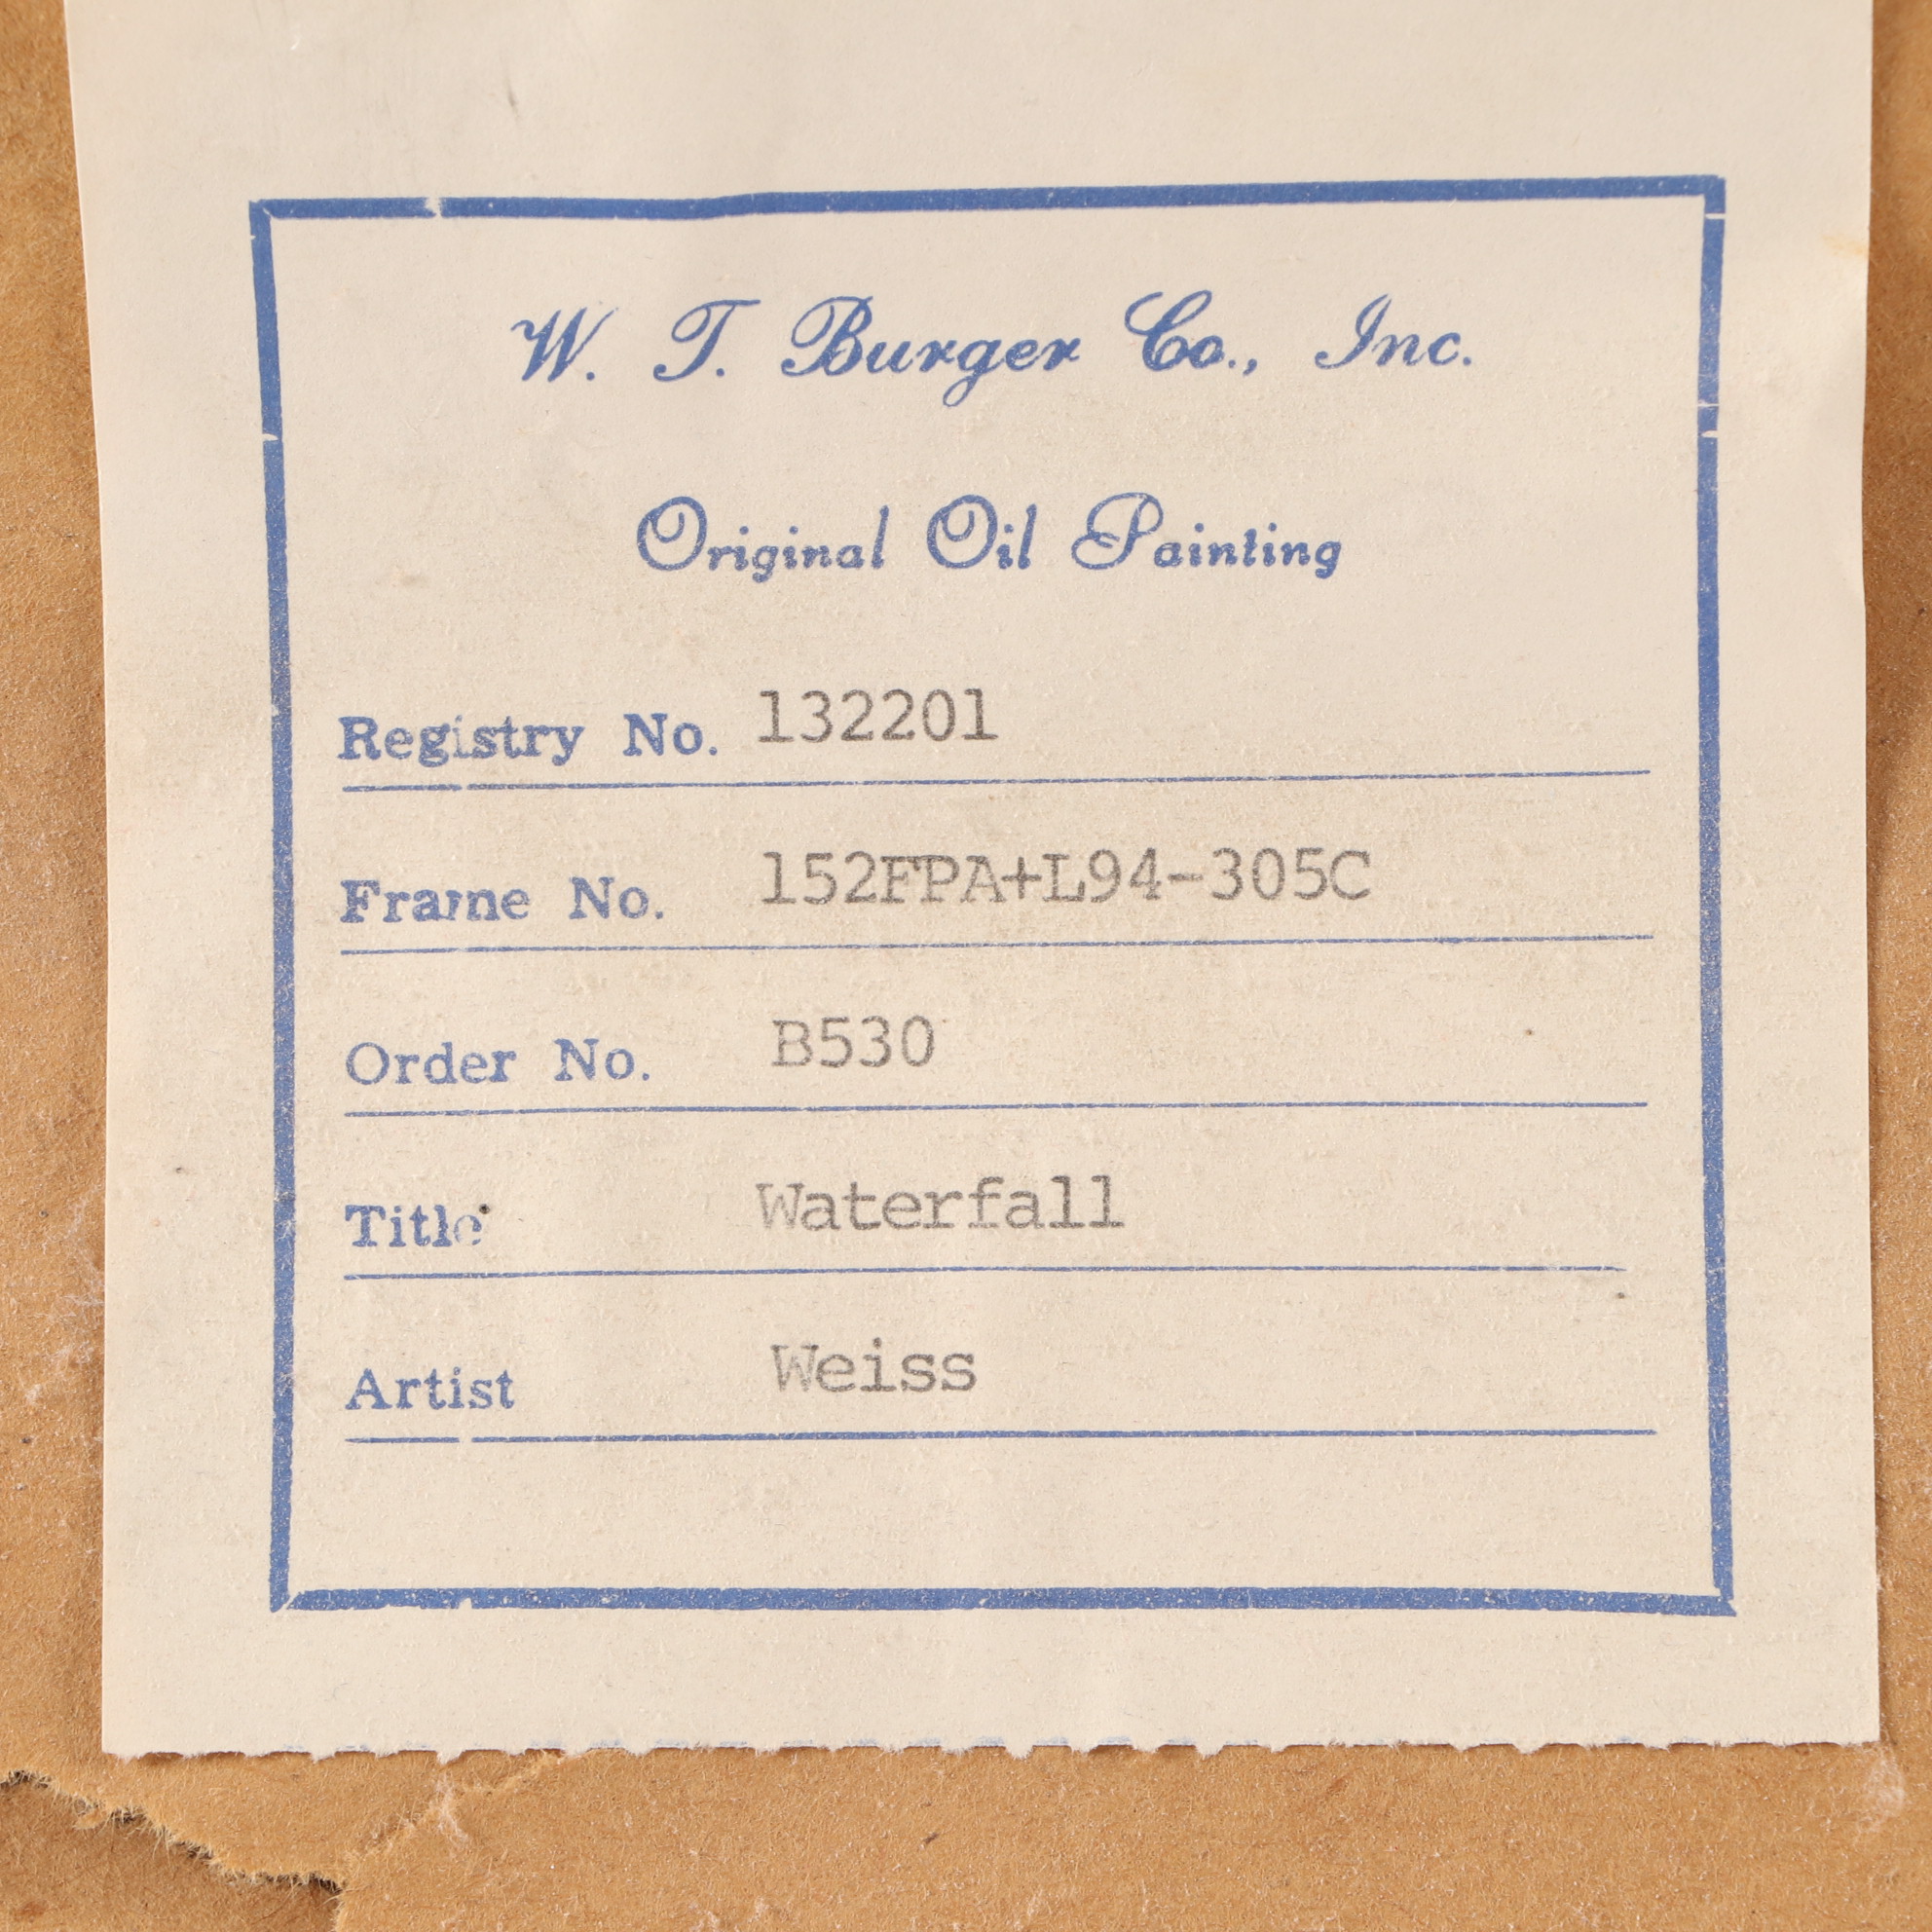 W. T. Burger Co., Inc.
Original Oil Painting
Registry No. 132201
Frame No. 152FPA+L94-305C
Order No. B530
Title Waterfall
Artist Weiss